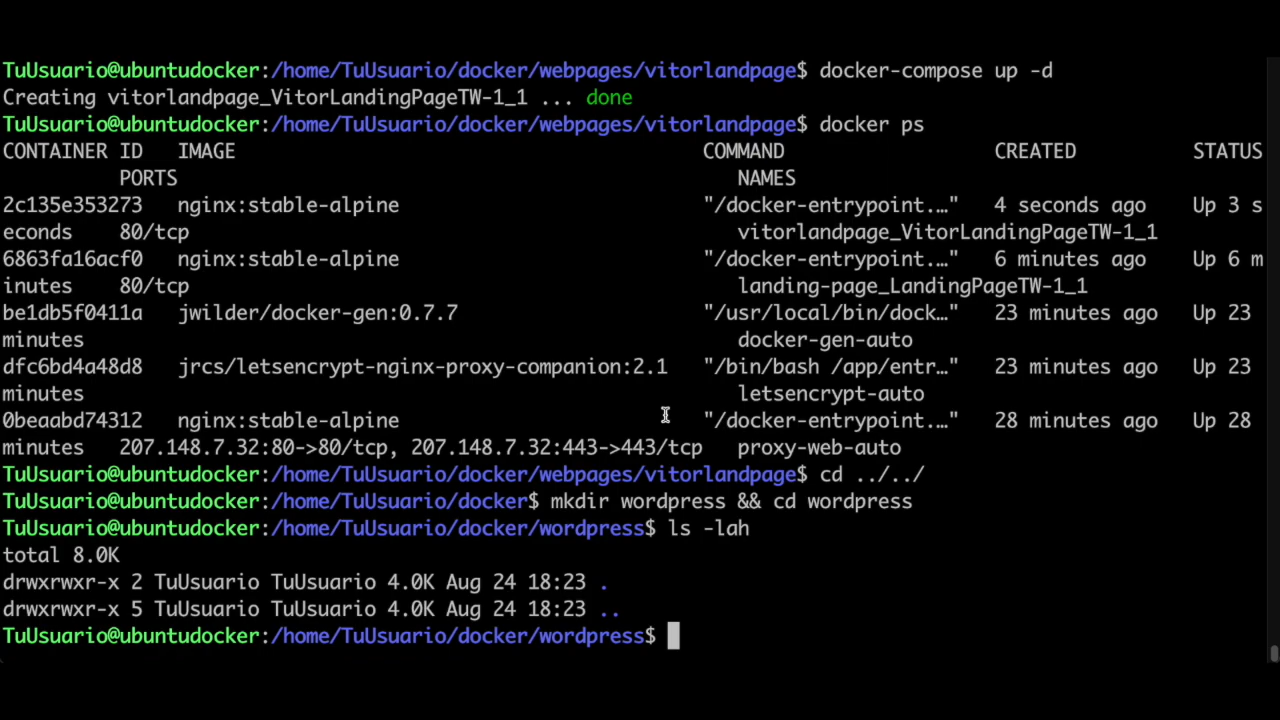 TuUsuario@ubuntudocker:/home/TuUsuario/docker/webpages/vitorlandpage$ docker-compose up -d
Creating vitorlandpage_VitorLandingPageTW-1_1 ... done
TuUsuario@ubuntudocker:/home/TuUsuario/docker/webpages/vitorlandpage$ docker ps
CONTAINER ID   IMAGE                                        COMMAND                  CREATED          STATUS
          PORTS                                                NAMES
2c135e353273   nginx:stable-alpine                          "/docker-entrypoint.…"   4 seconds ago    Up 3 s
econds    80/tcp                                               vitorlandpage_VitorLandingPageTW-1_1
6863fa16acf0   nginx:stable-alpine                          "/docker-entrypoint.…"   6 minutes ago    Up 6 m
inutes    80/tcp                                               landing-page_LandingPageTW-1_1
be1db5f0411a   jwilder/docker-gen:0.7.7                     "/usr/local/bin/dock…"   23 minutes ago   Up 23
minutes                                                        docker-gen-auto
dfc6bd4a48d8   jrcs/letsencrypt-nginx-proxy-companion:2.1   "/bin/bash /app/entr…"   23 minutes ago   Up 23
minutes                                                        letsencrypt-auto
0beaabd74312   nginx:stable-alpine                          "/docker-entrypoint.…"   28 minutes ago   Up 28
minutes   207.148.7.32:80->80/tcp, 207.148.7.32:443->443/tcp   proxy-web-auto
TuUsuario@ubuntudocker:/home/TuUsuario/docker/webpages/vitorlandpage$ cd ../../
TuUsuario@ubuntudocker:/home/TuUsuario/docker$ mkdir wordpress && cd wordpress
TuUsuario@ubuntudocker:/home/TuUsuario/docker/wordpress$ ls -lah
total 8.0K
drwxrwxr-x 2 TuUsuario TuUsuario 4.0K Aug 24 18:23 .
drwxrwxr-x 5 TuUsuario TuUsuario 4.0K Aug 24 18:23 ..
TuUsuario@ubuntudocker:/home/TuUsuario/docker/wordpress$